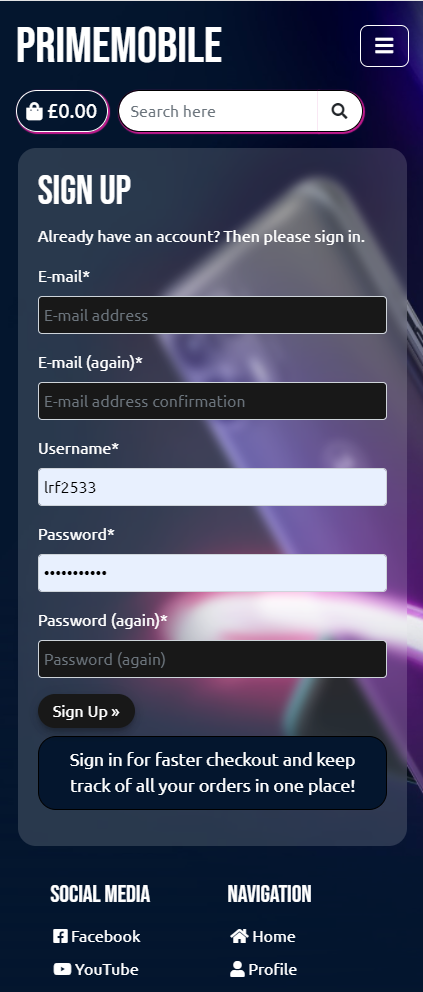 PRIMEMOBILE
£0.00
Search here
SIGN UP
Already have an account? Then please sign in.
E-mail*
E-mail address
E-mail (again)*
E-mail address confirmation
Username*
lrf2533
Password*
•••••••••••
Password (again)*
Password (again)
Sign Up »
Sign in for faster checkout and keep
track of all your orders in one place!
SOCIAL MEDIA
Facebook
YouTube
NAVIGATION
Home
Profile